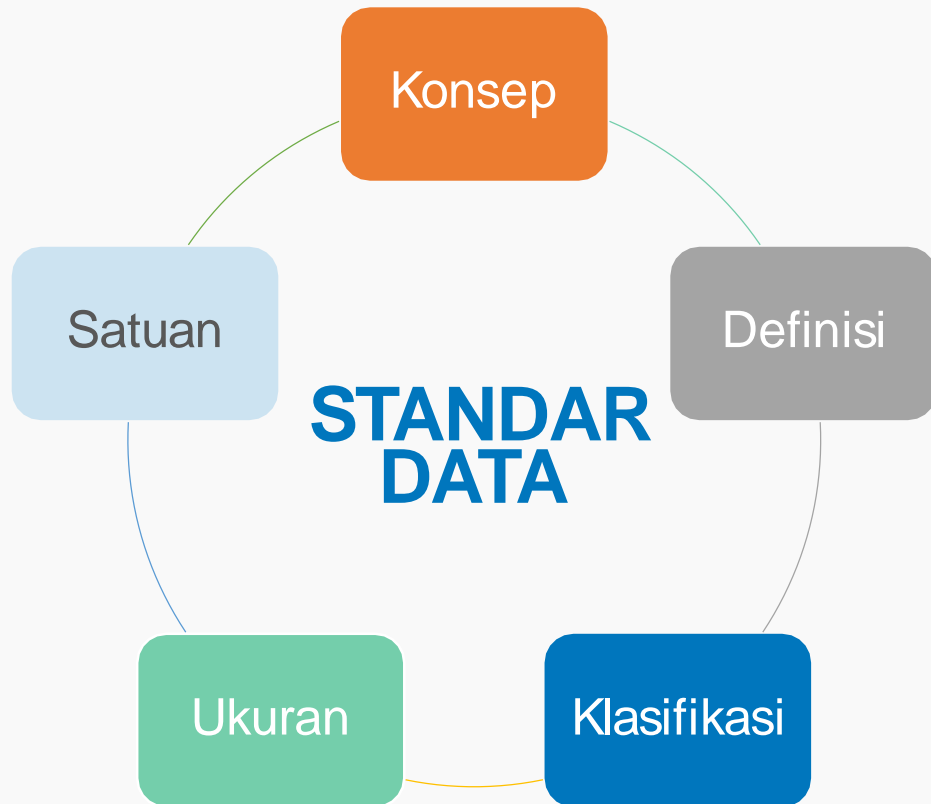 Konsep
Satuan
Definisi
STANDAR
DATA
Ukuran
Klasifikasi